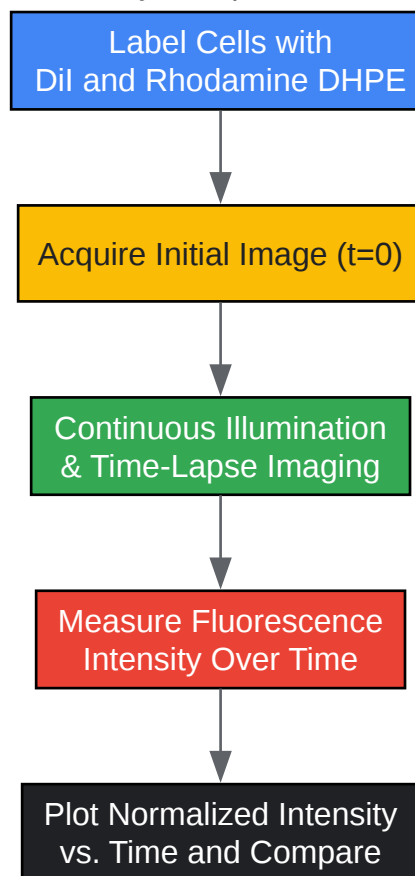 Label Cells with
DiI and Rhodamine DHPE
Acquire Initial Image (t=0)
Continuous Illumination
& Time-Lapse Imaging
Measure Fluorescence
Intensity Over Time
Plot Normalized Intensity
vs. Time and Compare